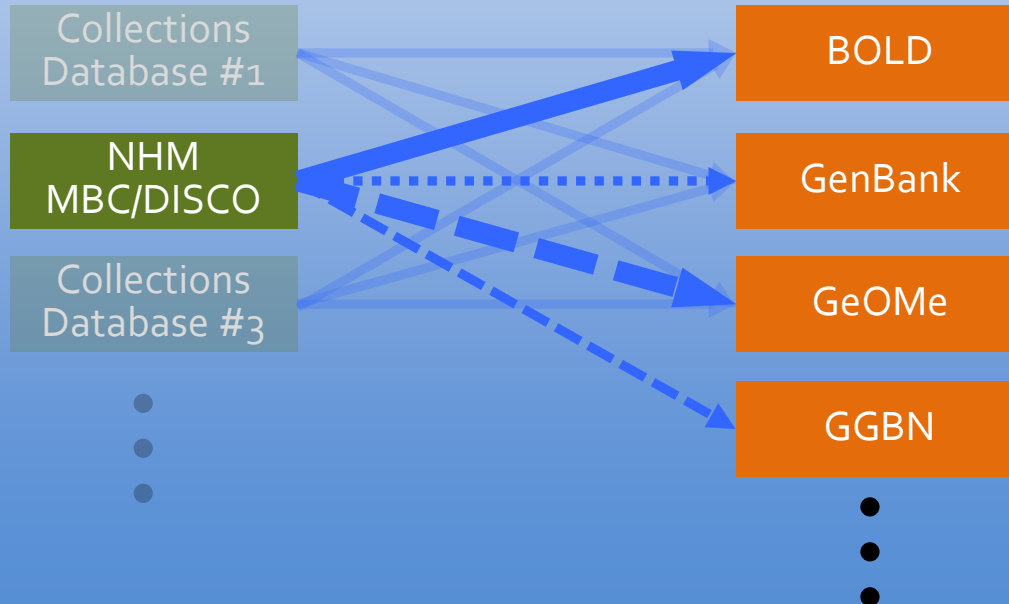 Collections
Database #1
NHM
MBC/DISCO
Collections
Database #3
BOLD
GenBank
GeOMe
GGBN